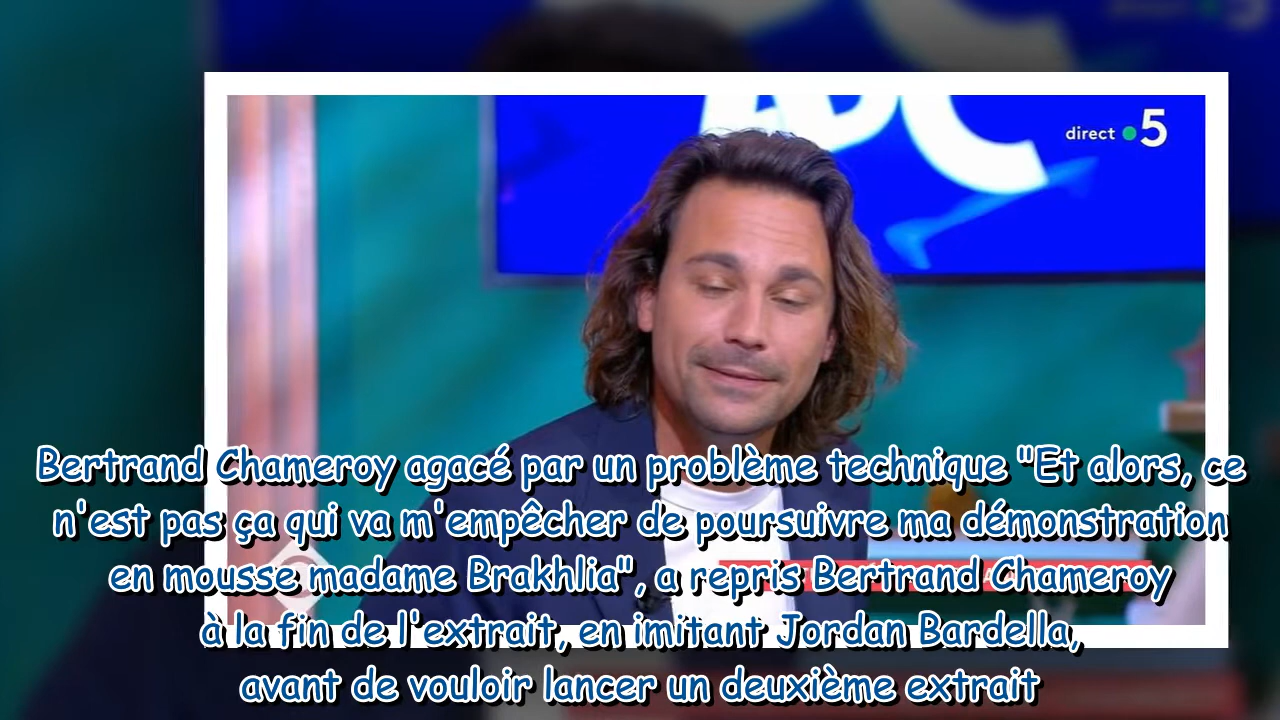 direct 5
Bertrand Chameroy agacé par un problème technique "Et alors, ce
n'est pas ça qui va m'empêcher de poursuivre ma démonstration
en mousse madame Brakhlia", a repris Bertrand Chameroy
à la fin de l'extrait, en imitant Jordan Bardella,
avant de vouloir lancer un deuxième extrait